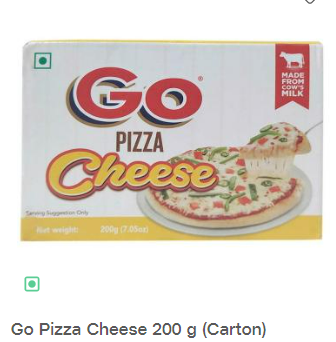 GO
PIZZA
Cheese
MADE
FROM
COW'S
MILK
Serving Suggestion Only
Net weight: 200g (7.05oz)
Go Pizza Cheese 200 g (Carton)